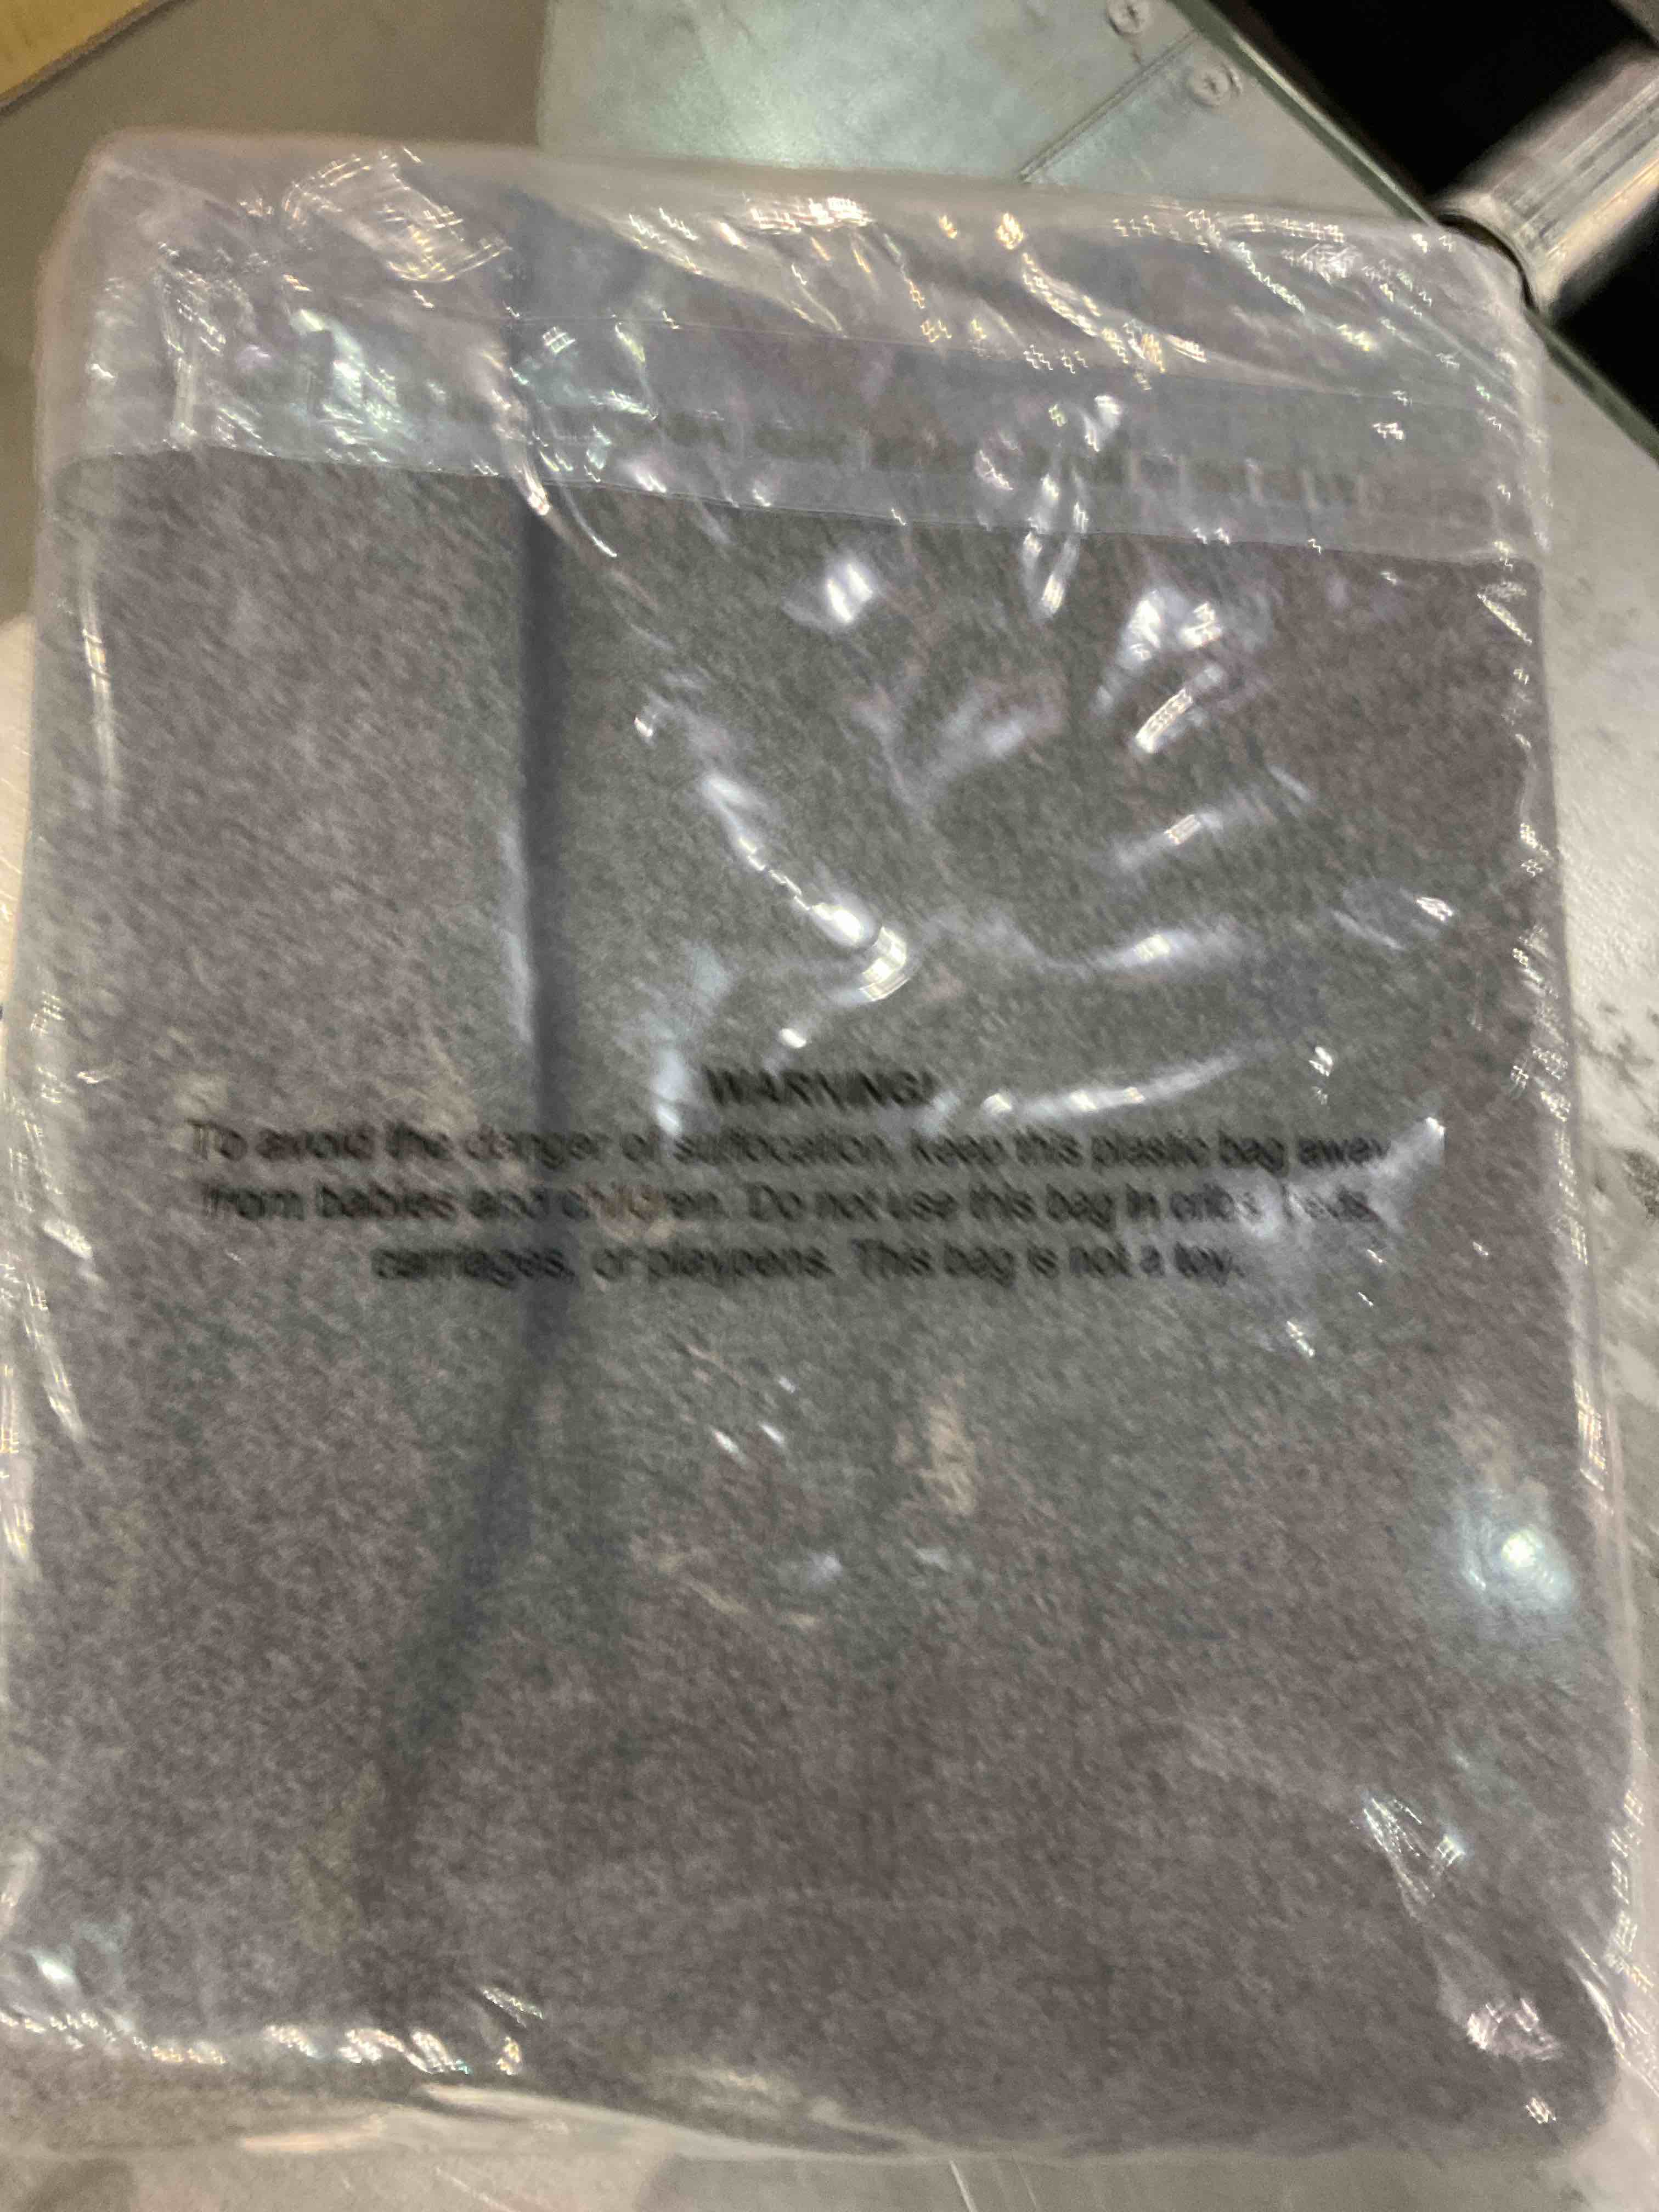 WARNING!
To avoid the danger of suffocation, keep this plastic bag away
from babies and children. Do not use this bag in cribs, beds,
carriages, or playpens. This bag is not a toy.